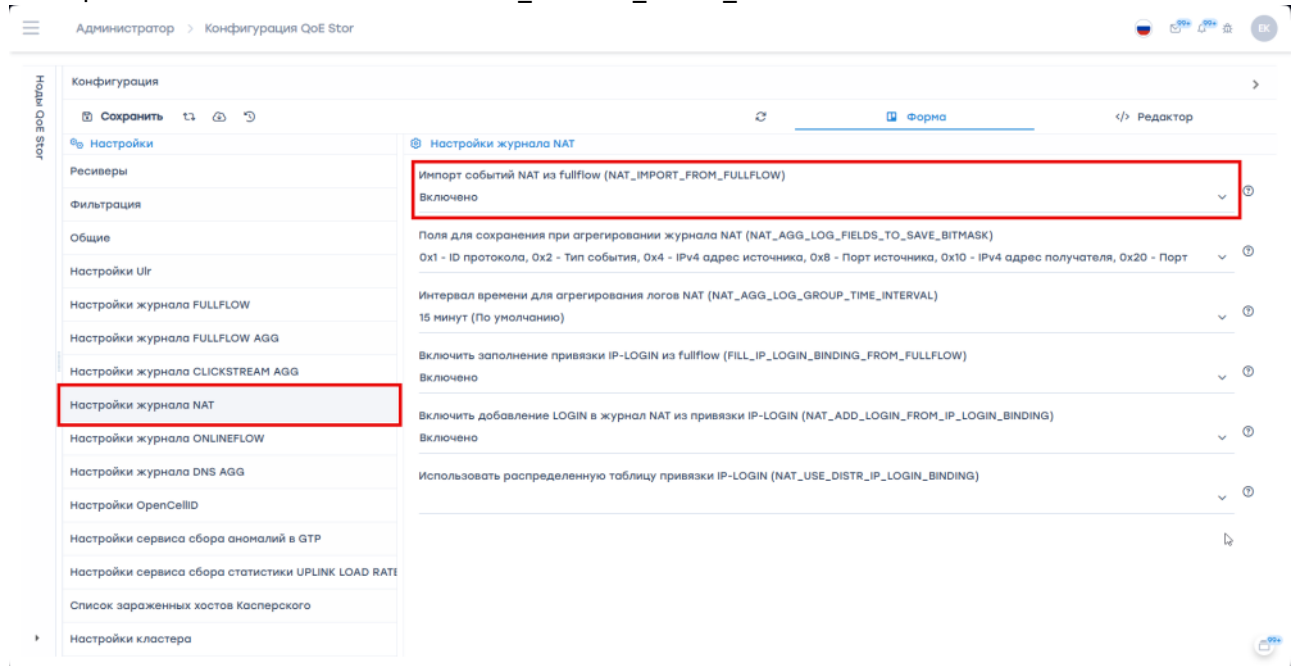 Администратор > Конфигурация QoE Stor
99+ 99+ EK
Ноды QoE Stor
Конфигурация
Сохранить
Форма
</> Редактор
Настройки
Настройки журнала NAT
Ресиверы
Фильтрация
Общие
Настройки Ulr
Настройки журнала FULLFLOW
Настройки журнала FULLFLOW AGG
Настройки журнала CLICKSTREAM AGG
Настройки журнала NAT
Настройки журнала ONLINEFLOW
Настройки журнала DNS AGG
Настройки OpenCellID
Настройки сервиса сбора аномалий в GTP
Настройки сервиса сбора статистики UPLINK LOAD RATE
Список зараженных хостов Касперского
Настройки кластера
Импорт событий NAT из fullflow (NAT_IMPORT_FROM_FULLFLOW)
Включено
Поля для сохранения при агрегировании журнала NAT (NAT_AGG_LOG_FIELDS_TO_SAVE_BITMASK)
0x1 - ID протокола, 0x2 - Тип события, 0x4 - IPv4 адрес источника, 0x8 - Порт источника, 0x10 - IPv4 адрес получателя, 0x20 - Порт
Интервал времени для агрегирования логов NAT (NAT_AGG_LOG_GROUP_TIME_INTERVAL)
15 минут (По умолчанию)
Включить заполнение привязки IP-LOGIN из fullflow (FILL_IP_LOGIN_BINDING_FROM_FULLFLOW)
Включено
Включить добавление LOGIN в журнал NAT из привязки IP-LOGIN (NAT_ADD_LOGIN_FROM_IP_LOGIN_BINDING)
Включено
Использовать распределенную таблицу привязки IP-LOGIN (NAT_USE_DISTR_IP_LOGIN_BINDING)
99+